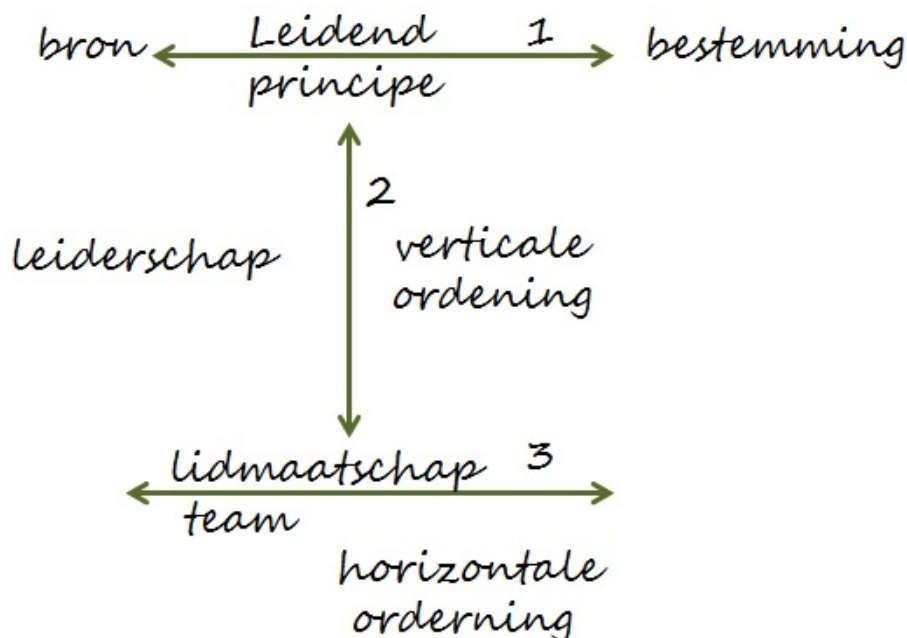 bron Leidend 1 bestemming
principe
2
leiderschap verticale
ordening
lidmaatschap 3
team
horizontale
orderning